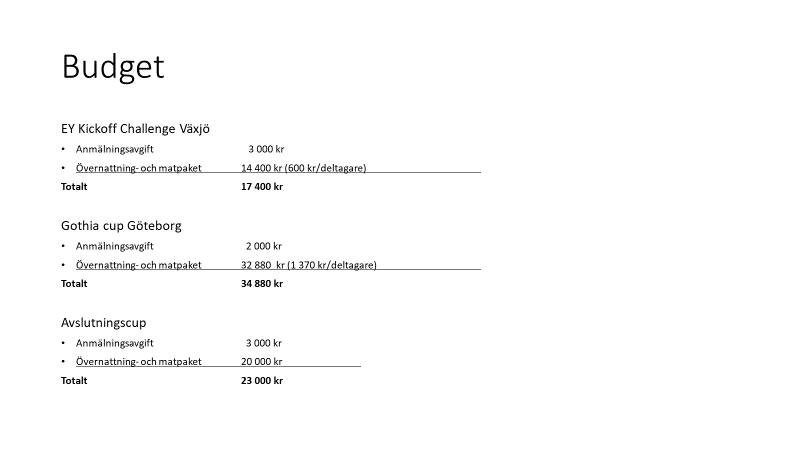 Budget
EY Kickoff Challenge Växjö
• Anmälningsavgift 3 000 kr
• Övernattning- och matpaket 14 400 kr (600 kr/deltagare)
Totalt 17 400 kr
Gothia cup Göteborg
• Anmälningsavgift 2 000 kr
• Övernattning- och matpaket 32 880 kr (1 370 kr/deltagare)
Totalt 34 880 kr
Avslutningscup
• Anmälningsavgift 3 000 kr
• Övernattning- och matpaket 20 000 kr
Totalt 23 000 kr